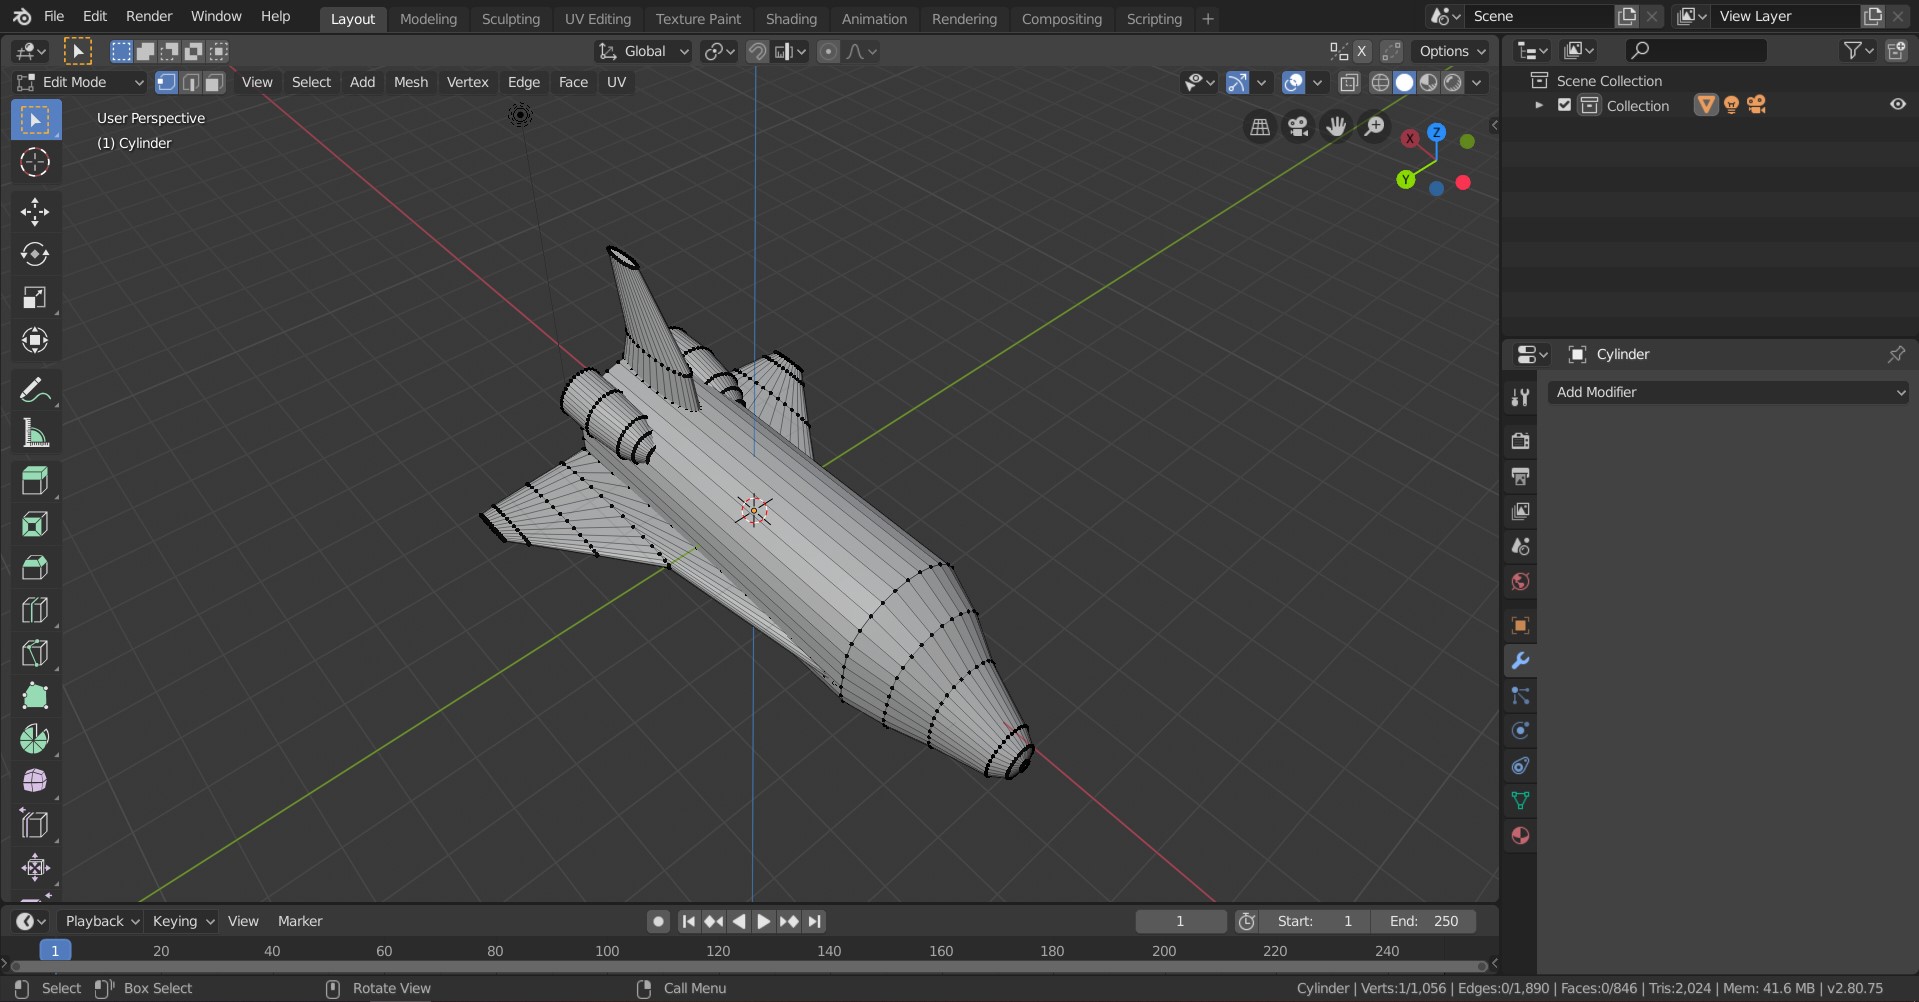 File Edit Render Window Help Layout Modeling Sculpting UV Editing Texture Paint Shading Animation Rendering Compositing Scripting + Scene View Layer
Global X Options
Edit Mode View Select Add Mesh Vertex Edge Face UV
Scene Collection
Collection
User Perspective
(1) Cylinder
X Z
Y
Cylinder
Add Modifier
Playback Keying View Marker 1 Start: 1 End: 250
1 20 40 60 80 100 120 140 160 180 200 220 240
Select Box Select Rotate View Call Menu Cylinder | Verts:1/1,056 | Edges:0/1,890 | Faces:0/846 | Tris:2,024 | Mem: 41.6 MB | v2.80.75